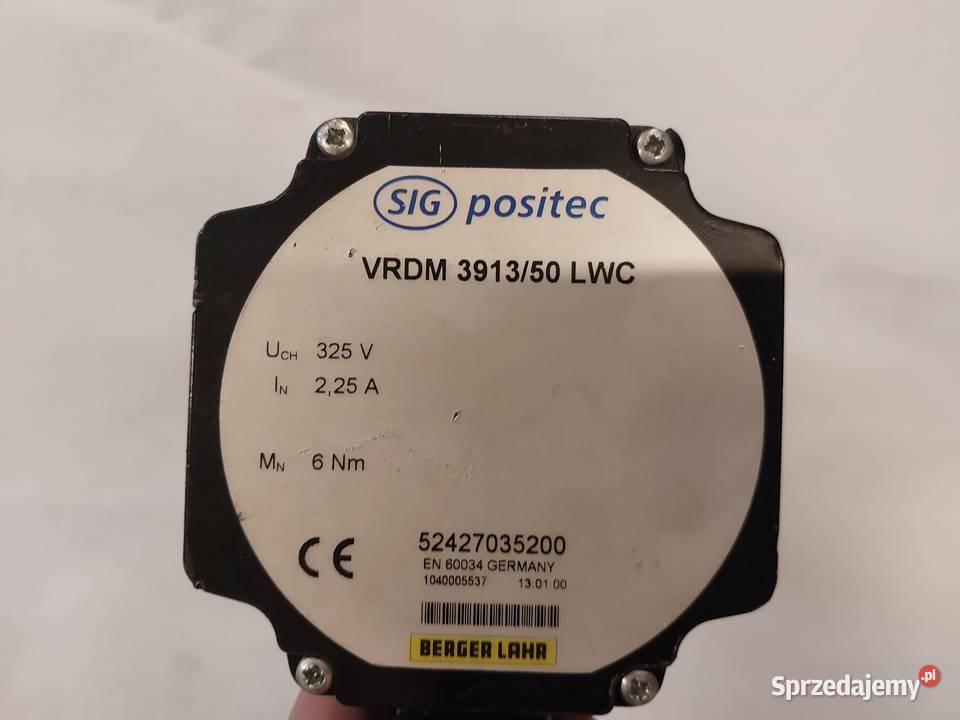 SIG positec
VRDM 3913/50 LWC
UCH 325 V
IN 2,25 A
MN 6 Nm
CE
52427035200
EN 60034 GERMANY
1040005537 13.01 00
BERGER LAHR
Sprzedajemy.pl